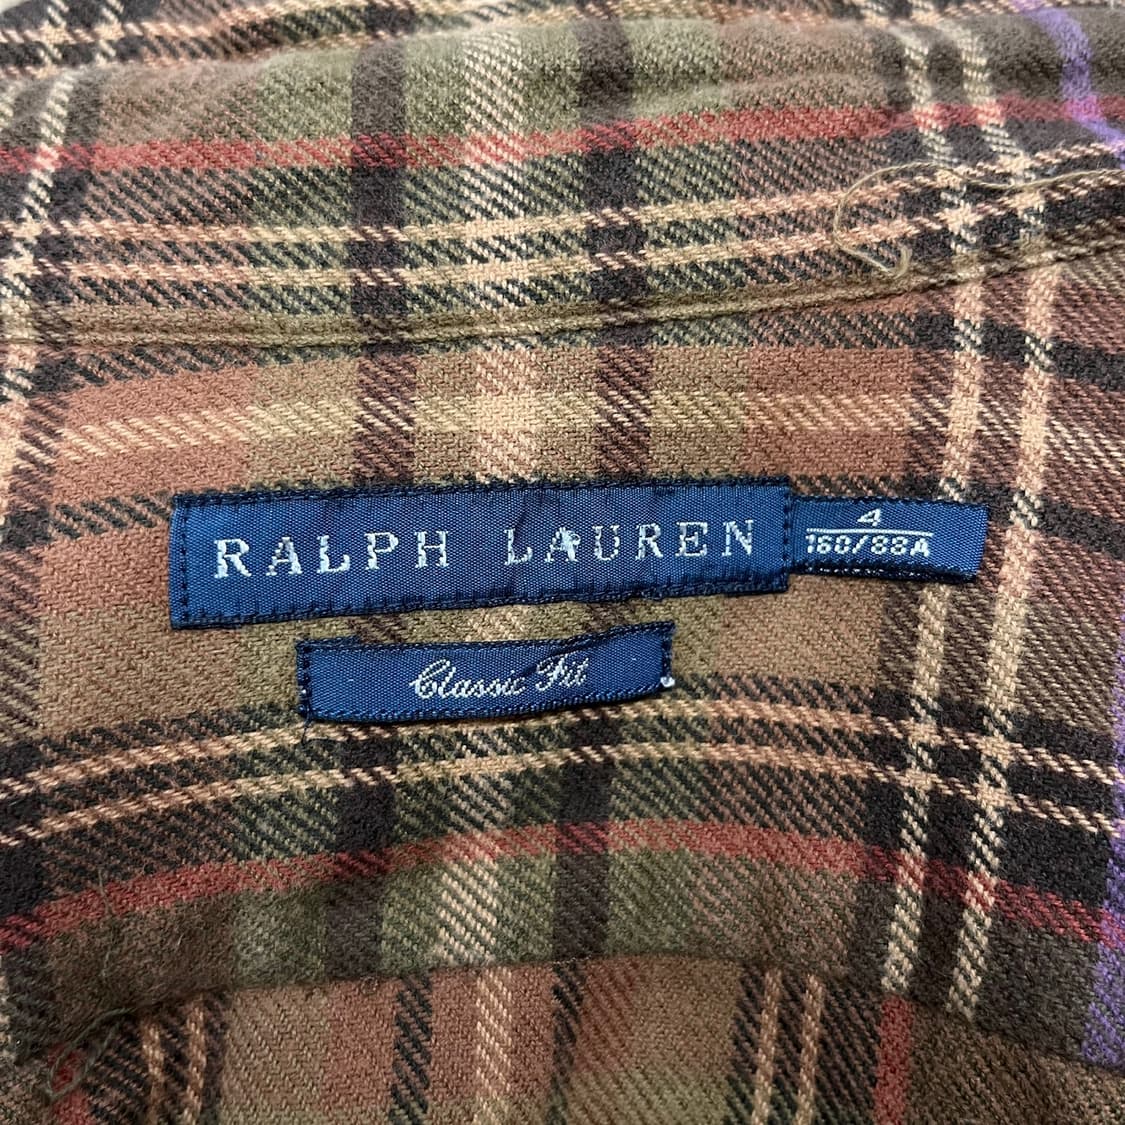 RALPH LAUREN
4
160/88A
Classic Fit